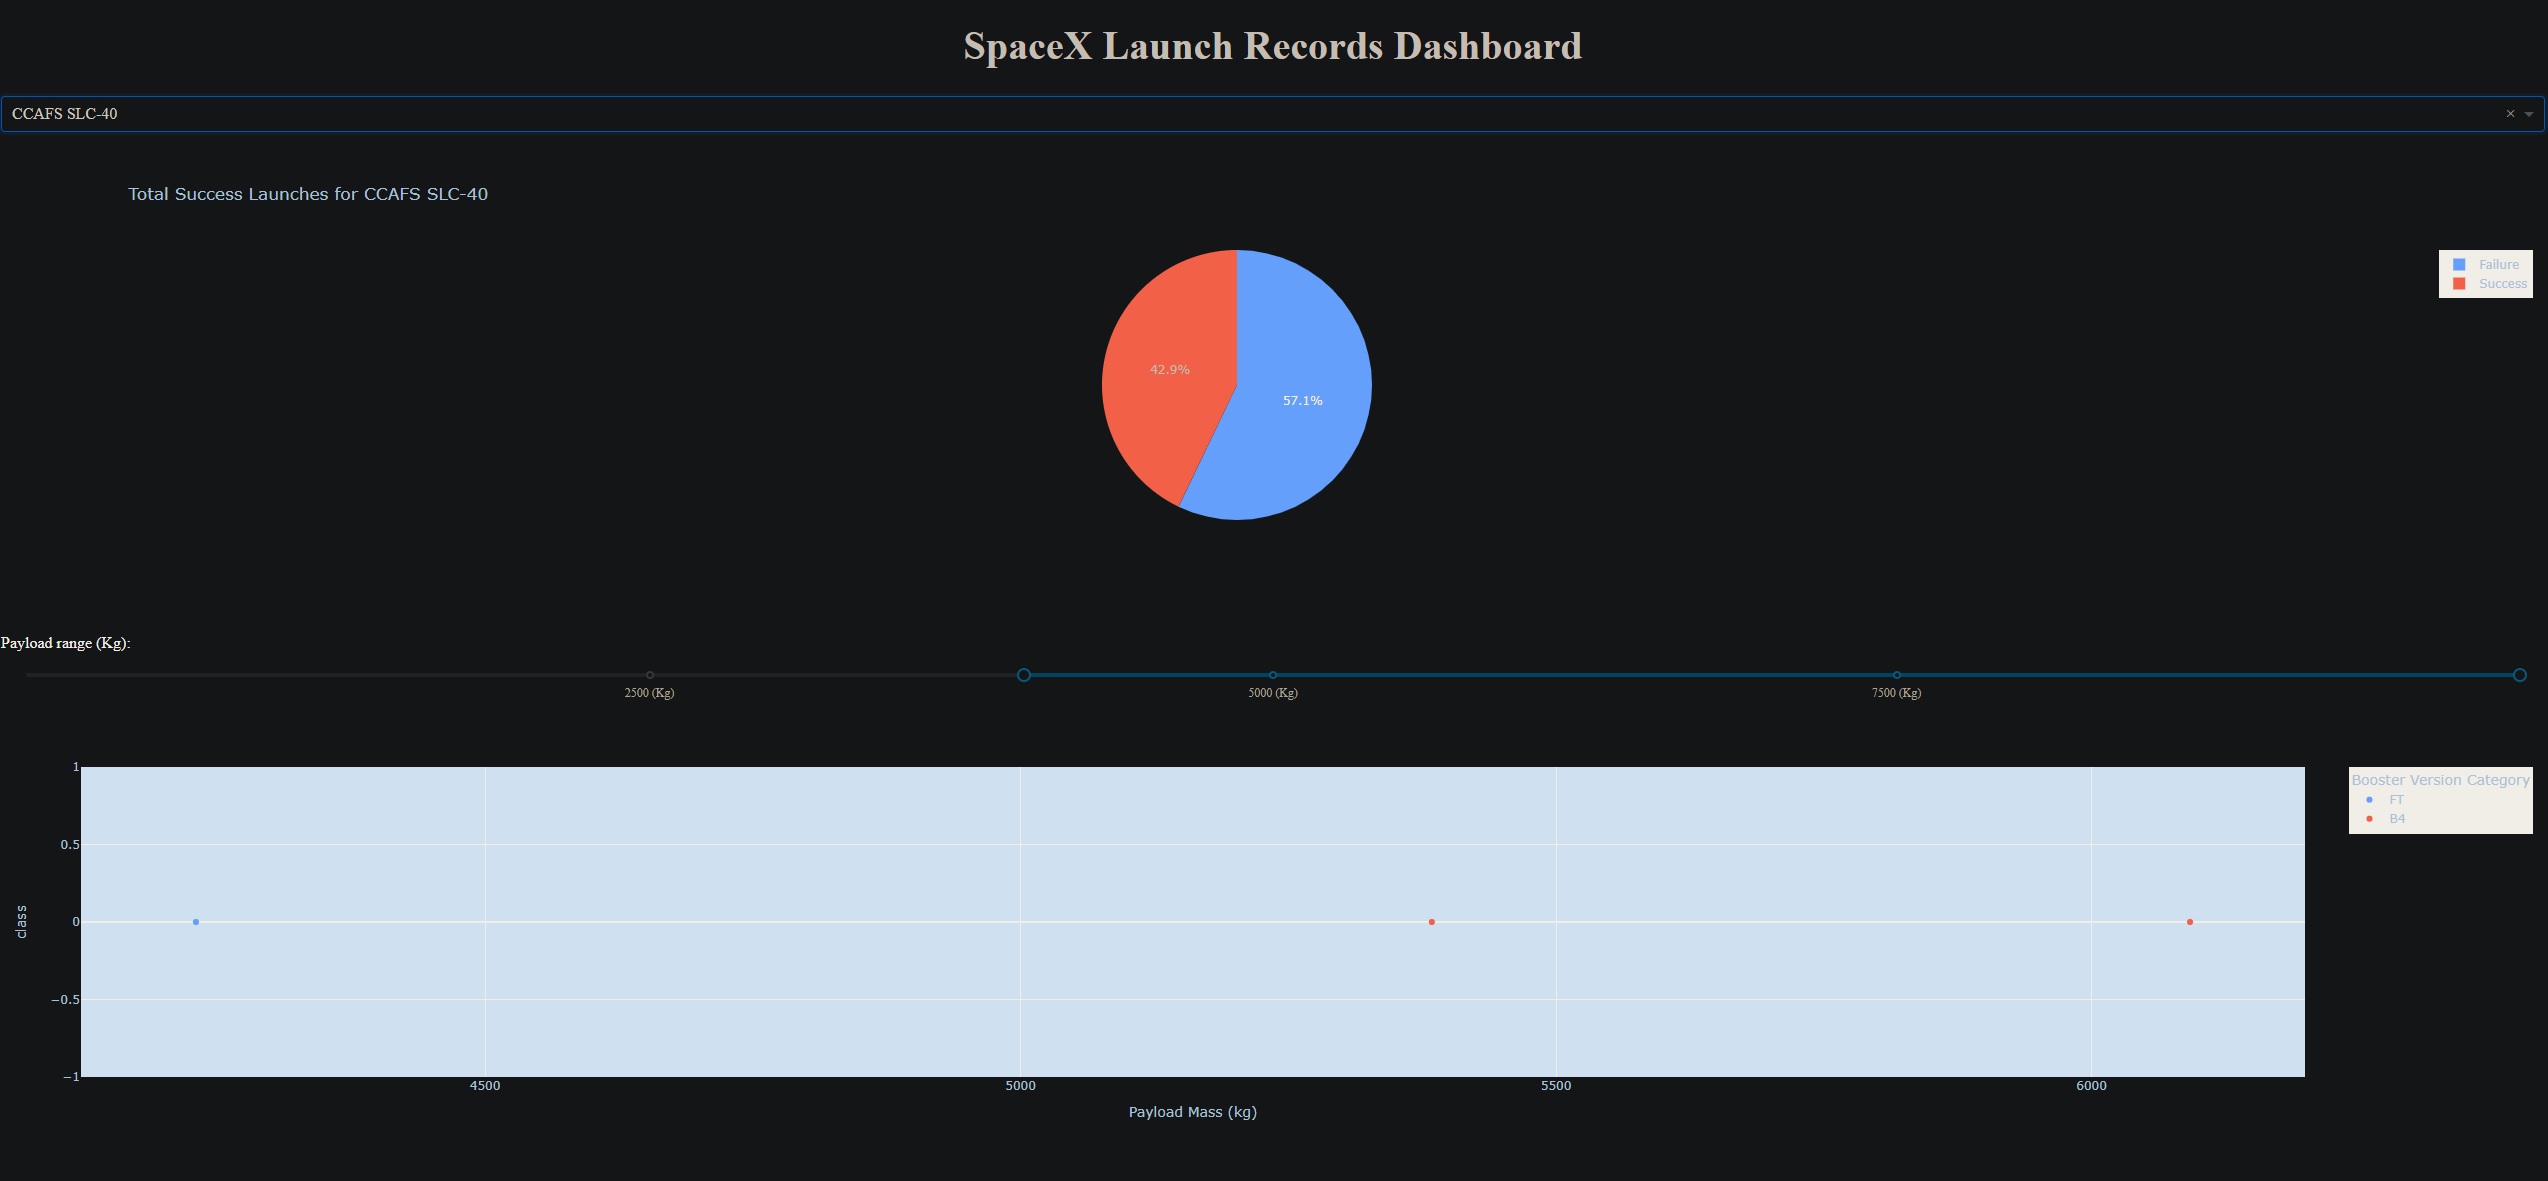 SpaceX Launch Records Dashboard
CCAFS SLC-40
×
Total Success Launches for CCAFS SLC-40
Failure
Success
42.9%
57.1%
Payload range (Kg):
2500 (Kg)
5000 (Kg)
7500 (Kg)
1
0.5
0
−0.5
−1
class
4500
5000
5500
6000
Payload Mass (kg)
Booster Version Category
FT
B4